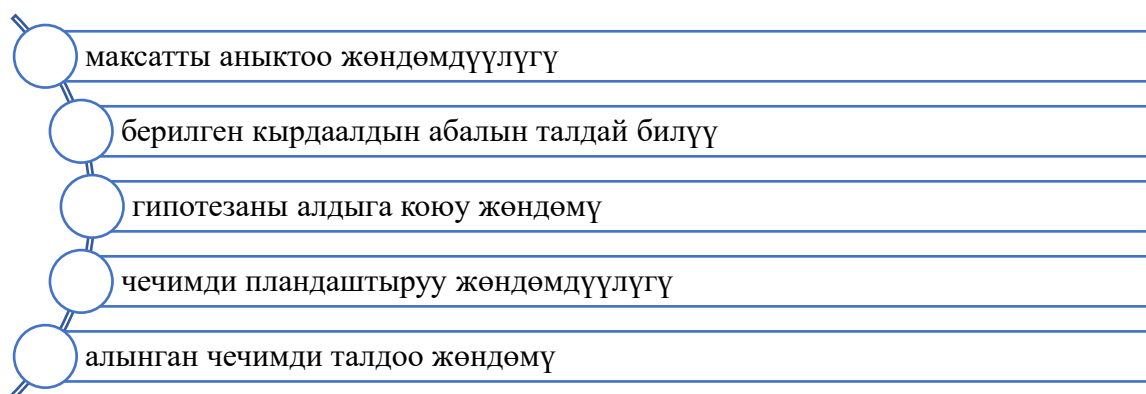 максатты аныктоо жөндөмдүүлүгү
берилген кырдаалдын абалын талдай билүү
гипотезаны алдыга коюу жөндөмү
чечимди пландаштыруу жөндөмдүүлүгү
алынган чечимди талдоо жөндөмү